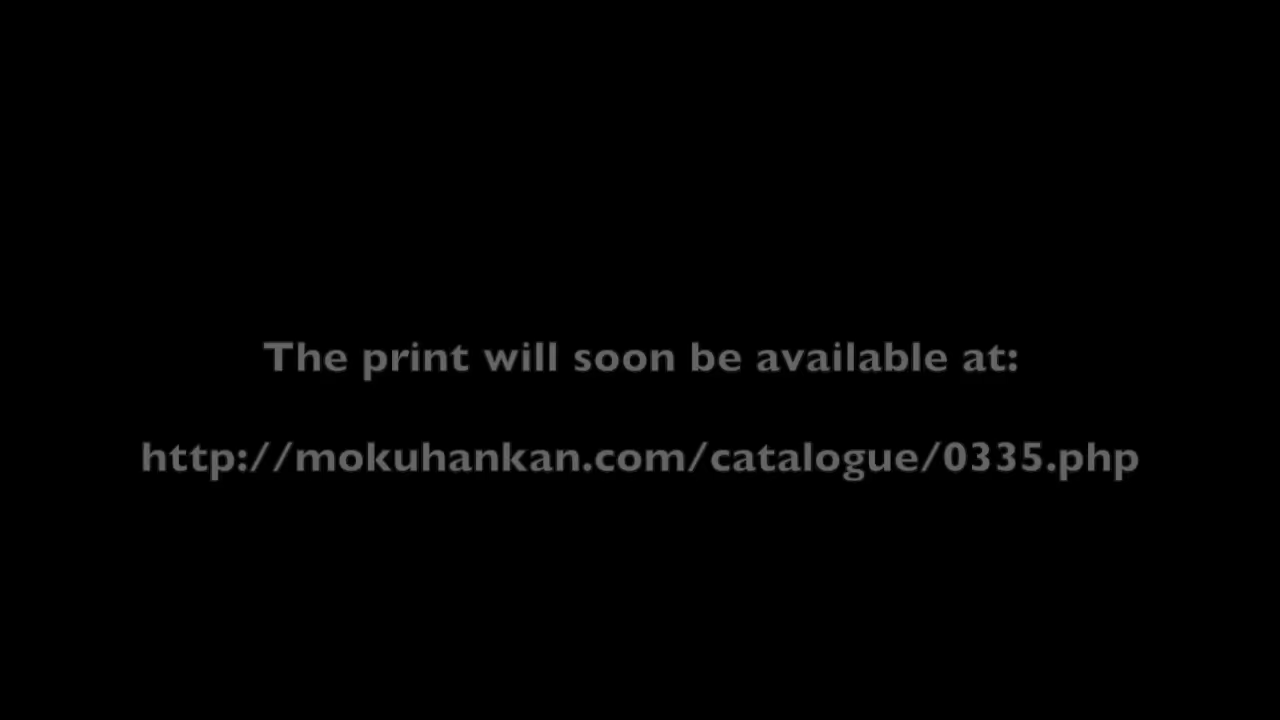 The print will soon be available at:
http://mokuhankan.com/catalogue/0335.php